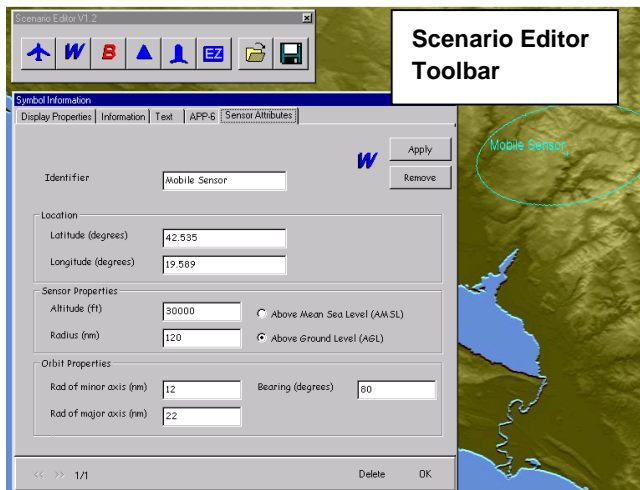 Scenario Editor V1.2
W B EZ
Scenario Editor
Toolbar
Symbol Information
Display Properties Information Text APP-6 Sensor Attributes
W
Apply
Remove
Identifier Mobile Sensor
Location
Latitude (degrees) 42.535
Longitude (degrees) 19.589
Sensor Properties
Altitude (ft) 30000 Above Mean Sea Level (AMSL)
Radius (nm) 120 Above Ground Level (AGL)
Orbit Properties
Rad of minor axis (nm) 12 Bearing (degrees) 80
Rad of major axis (nm) 22
<< >> 1/1 Delete OK
Mobile Sensor